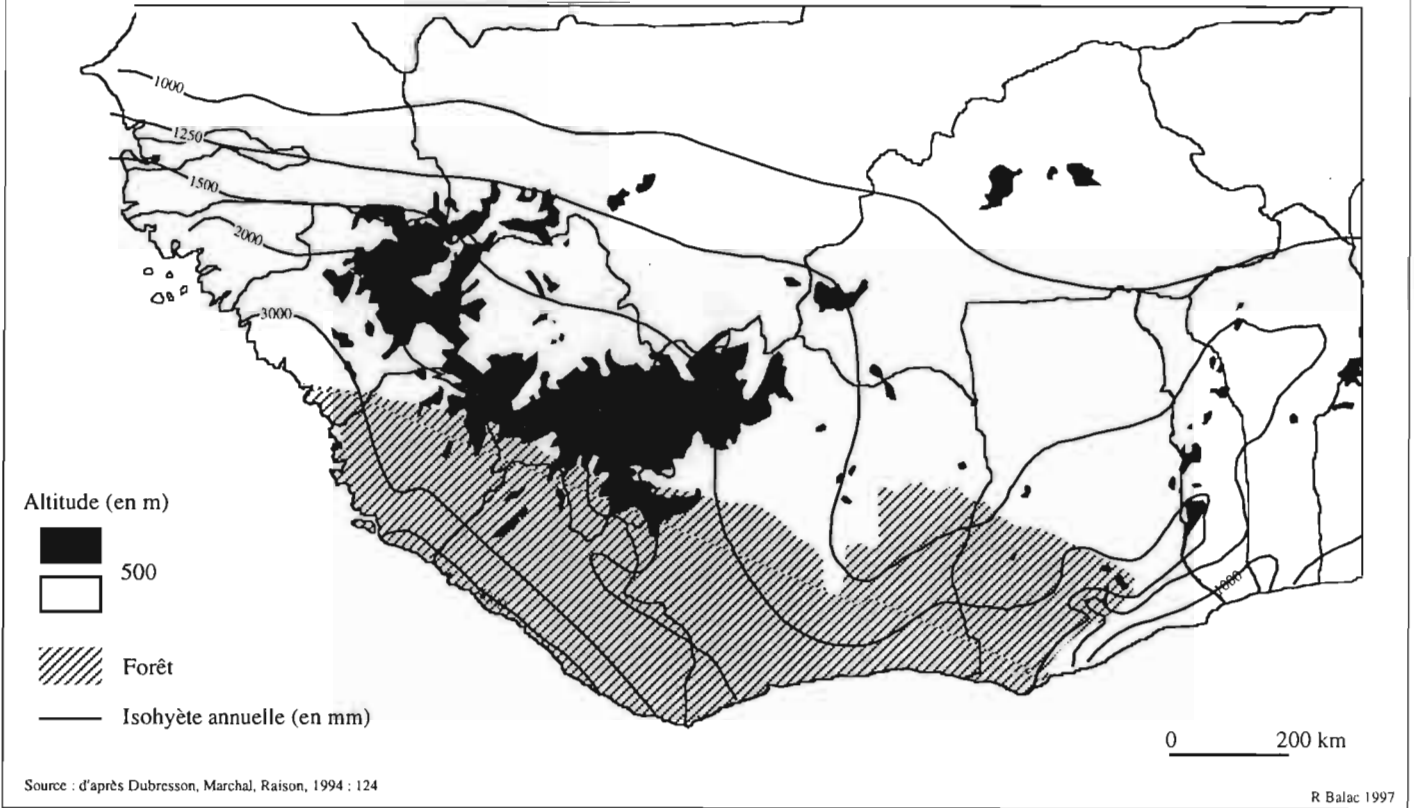 1000
1250
1500
2000
3000
1000
Altitude (en m)
500
Forêt
Isohyète annuelle (en mm)
0 200 km
Source : d'après Dubresson, Marchal, Raison, 1994 : 124
R Balac 1997